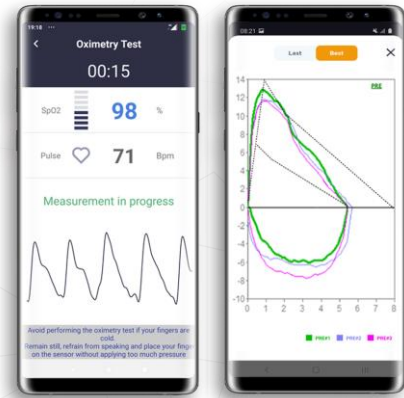 19:18
Oximetry Test
00:15
SpO2 98 %
Pulse 71 Bpm
Measurement in progress
Avoid performing the oximetry test if your fingers are
cold.
Remain still, refrain from speaking and place your finger
on the sensor without applying too much pressure
08:21
Last Best
PRE
14
12
10
8
6
4
2
0
-2
-4
-6
-8
-10
0 1 2 3 4 5 6 7 8
PRE#1 PRE#2 PRE#3